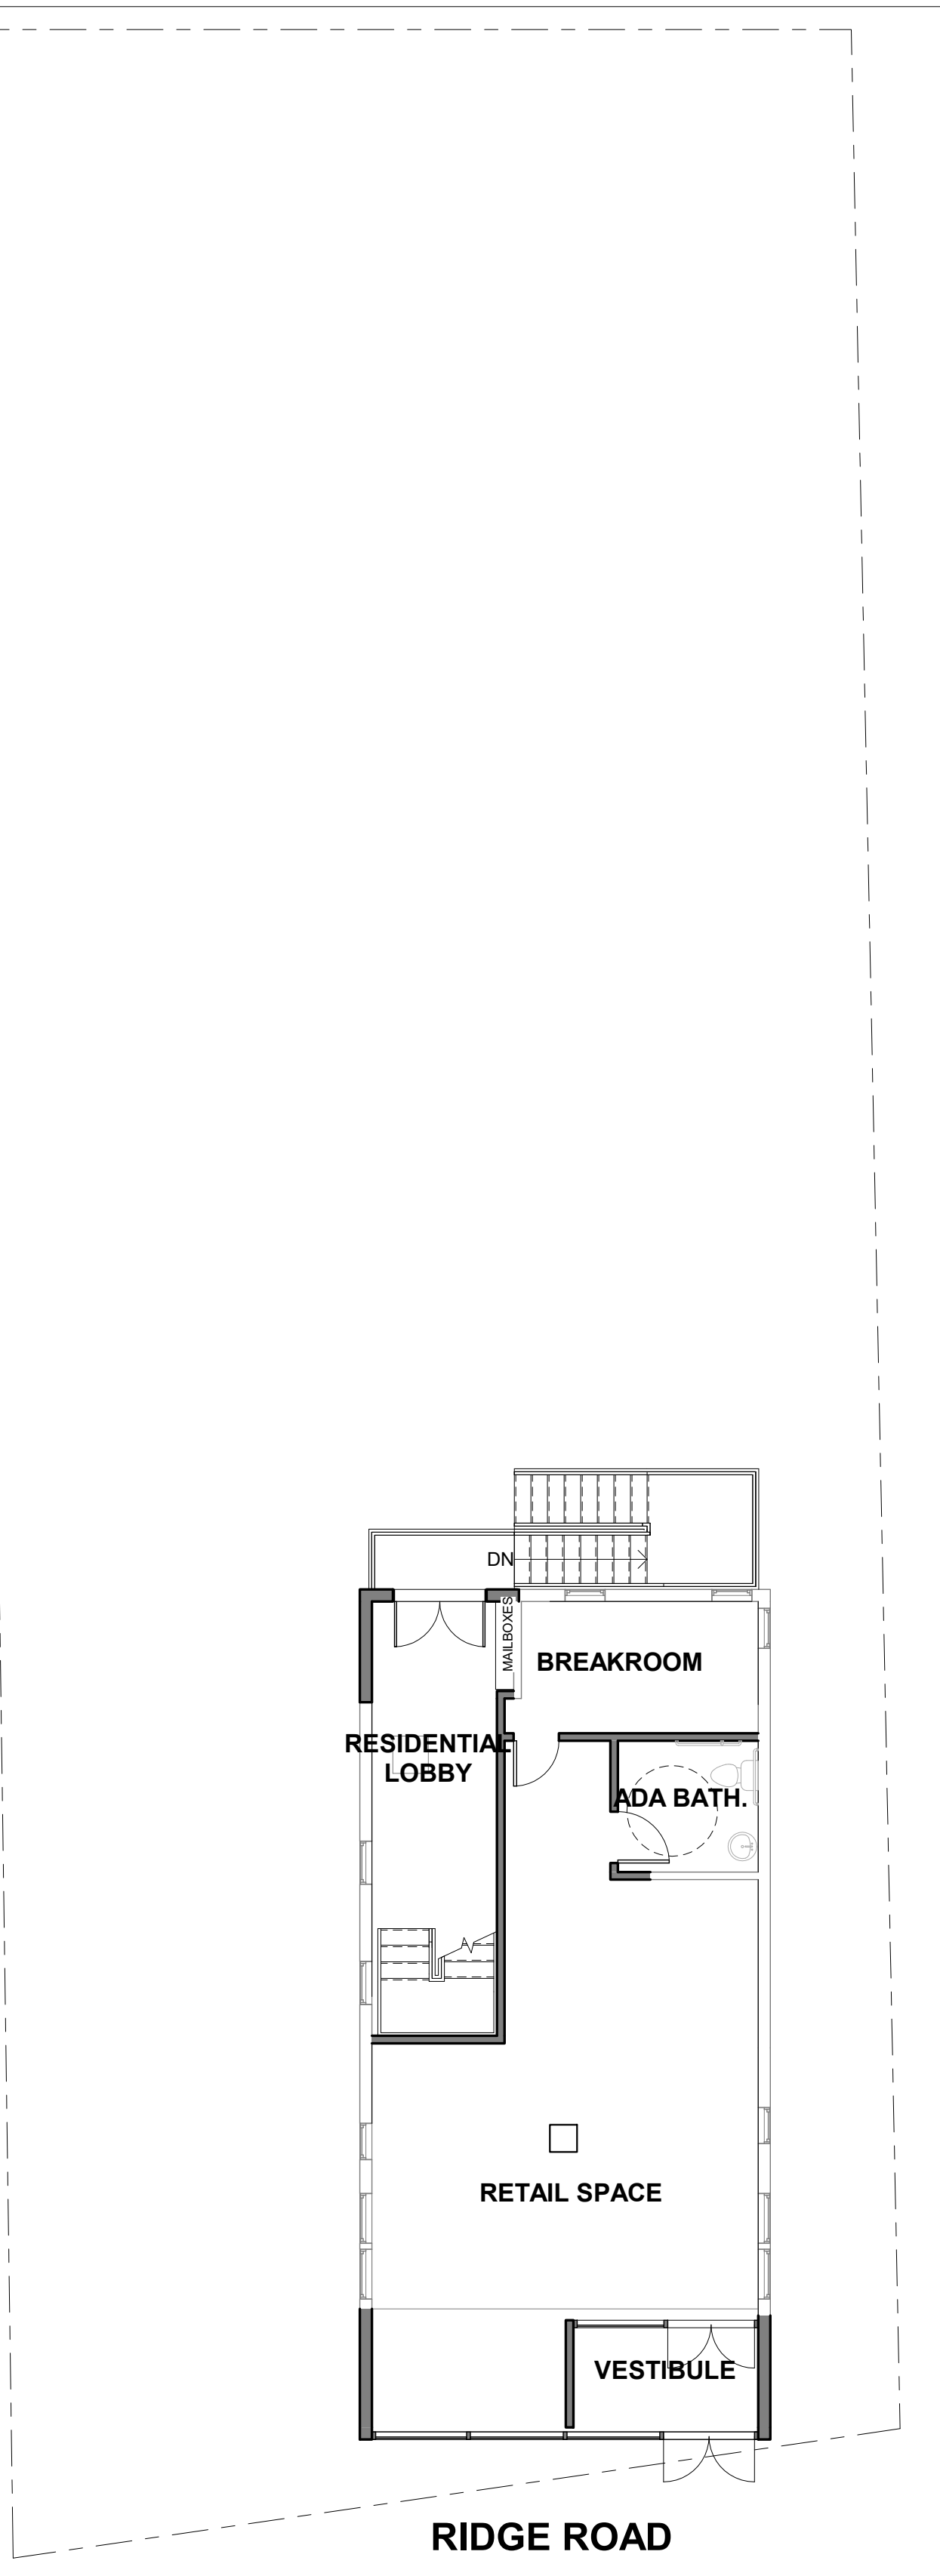 DN
MAILBOXES
BREAKROOM
RESIDENTIAL
LOBBY
ADA BATH.
RETAIL SPACE
VESTIBULE
RIDGE ROAD